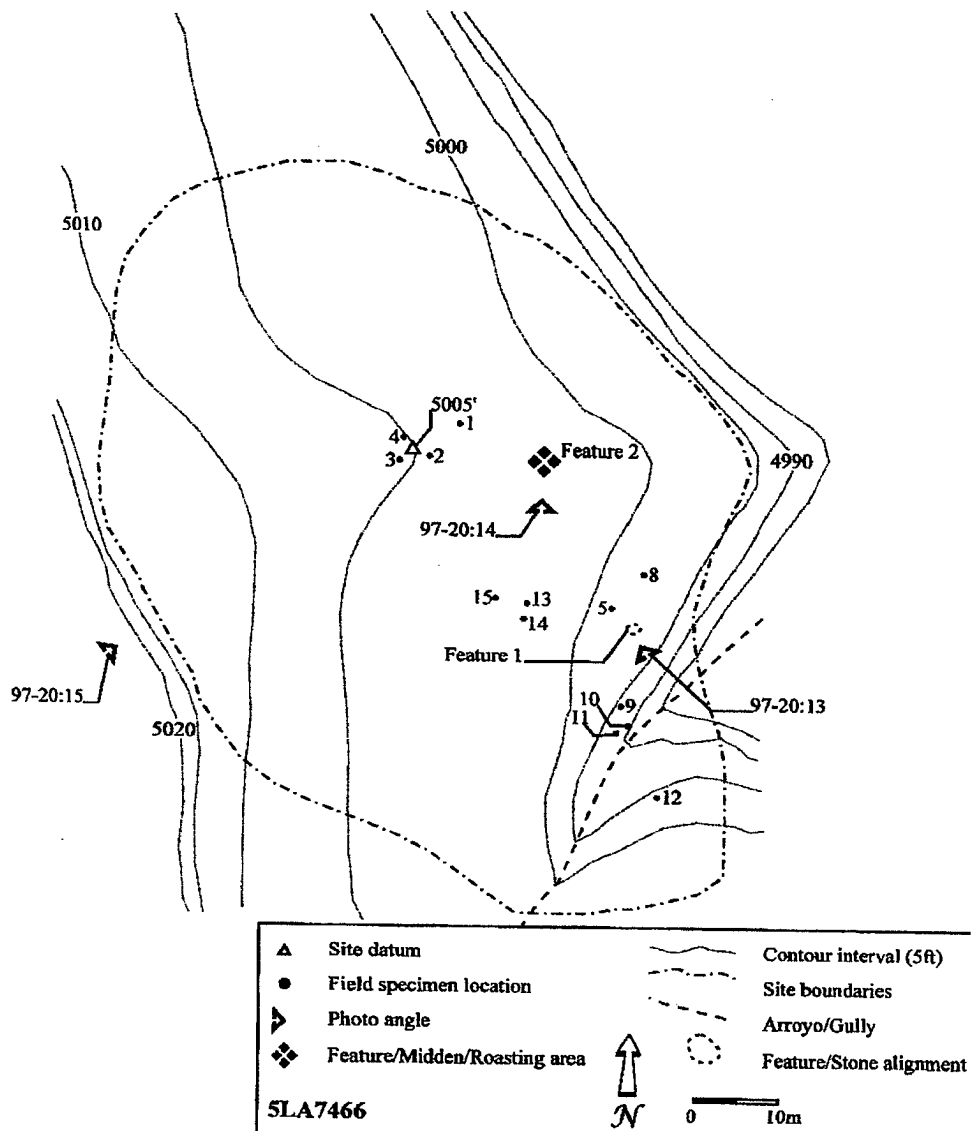 5000
5010
5005'
1
4
2
3
Feature 2
4990
97-20:14
8
15
13
5
14
Feature 1
97-20:15
10
9
97-20:13
11
5020
12
Site datum
Contour interval (5ft)
Field specimen location
Site boundaries
Photo angle
Arroyo/Gully
Feature/Midden/Roasting area
Feature/Stone alignment
5LA7466
N
0 10m